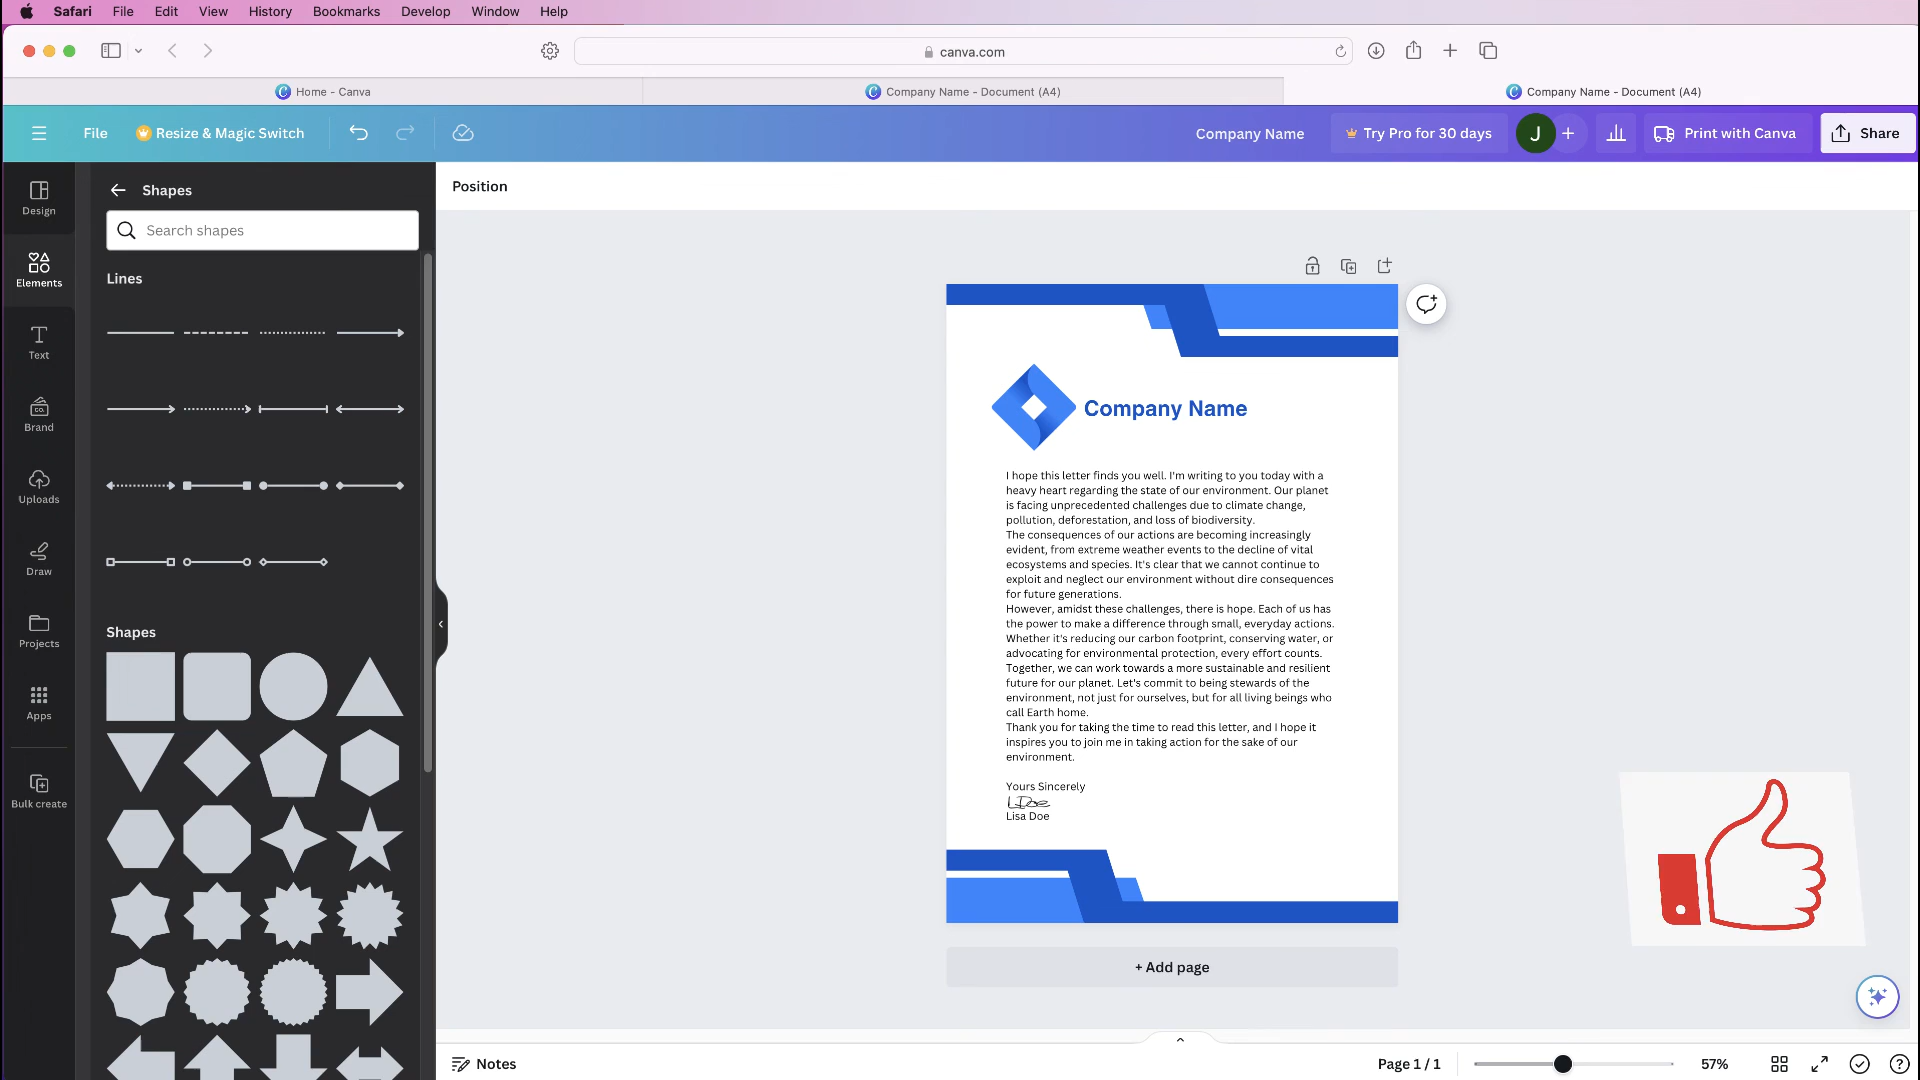 Safari File Edit View History Bookmarks Develop Window Help
canva.com
Home - Canva
Company Name - Document (A4)
Company Name - Document (A4)
File
Resize & Magic Switch
Company Name
Try Pro for 30 days
J
Print with Canva
Share
Design
Elements
Text
Brand
Uploads
Draw
Projects
Apps
Bulk create
Shapes
Search shapes
Lines
Shapes
Position
Company Name
I hope this letter finds you well. I'm writing to you today with a
heavy heart regarding the state of our environment. Our planet
is facing unprecedented challenges due to climate change,
pollution, deforestation, and loss of biodiversity.
The consequences of our actions are becoming increasingly
evident, from extreme weather events to the decline of vital
ecosystems and species. It's clear that we cannot continue to
exploit and neglect our environment without dire consequences
for future generations.
However, amidst these challenges, there is hope. Each of us has
the power to make a difference through small, everyday actions.
Whether it's reducing our carbon footprint, conserving water, or
advocating for environmental protection, every effort counts.
Together, we can work towards a more sustainable and resilient
future for our planet. Let's commit to being stewards of the
environment, not just for ourselves, but for all living beings who
call Earth home.
Thank you for taking the time to read this letter, and I hope it
inspires you to join me in taking action for the sake of our
environment.
Yours Sincerely
LDoe
Lisa Doe
+ Add page
Notes
Page 1 / 1
57%